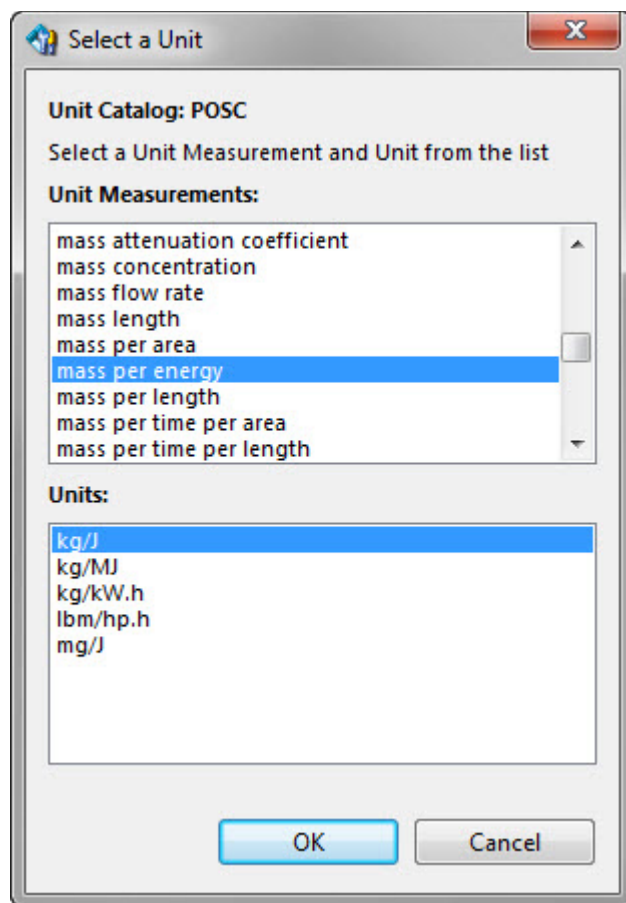 Select a Unit
Unit Catalog: POSC
Select a Unit Measurement and Unit from the list
Unit Measurements:
mass attenuation coefficient
mass concentration
mass flow rate
mass length
mass per area
mass per energy
mass per length
mass per time per area
mass per time per length
Units:
kg/J
kg/MJ
kg/kW.h
lbm/hp.h
mg/J
OK Cancel